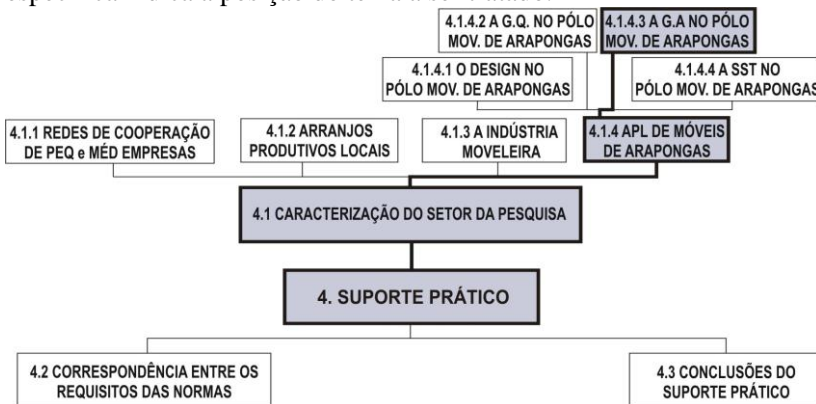 4.1.4.2 A G.Q. NO PÓLO
MOV. DE ARAPONGAS
4.1.4.3 A G.A NO PÓLO
MOV. DE ARAPONGAS
4.1.4.1 O DESIGN NO
PÓLO MOV. DE ARAPONGAS
4.1.4.4 A SST NO
PÓLO MOV. DE ARAPONGAS
4.1.1 REDES DE COOPERAÇÃO
DE PEQ e MÉD EMPRESAS
4.1.2 ARRANJOS
PRODUTIVOS LOCAIS
4.1.3 A INDÚSTRIA
MOVELEIRA
4.1.4 APL DE MÓVEIS
DE ARAPONGAS
4.1 CARACTERIZAÇÃO DO SETOR DA PESQUISA
4. SUPORTE PRÁTICO
4.2 CORRESPONDÊNCIA ENTRE OS
REQUISITOS DAS NORMAS
4.3 CONCLUSÕES DO
SUPORTE PRÁTICO